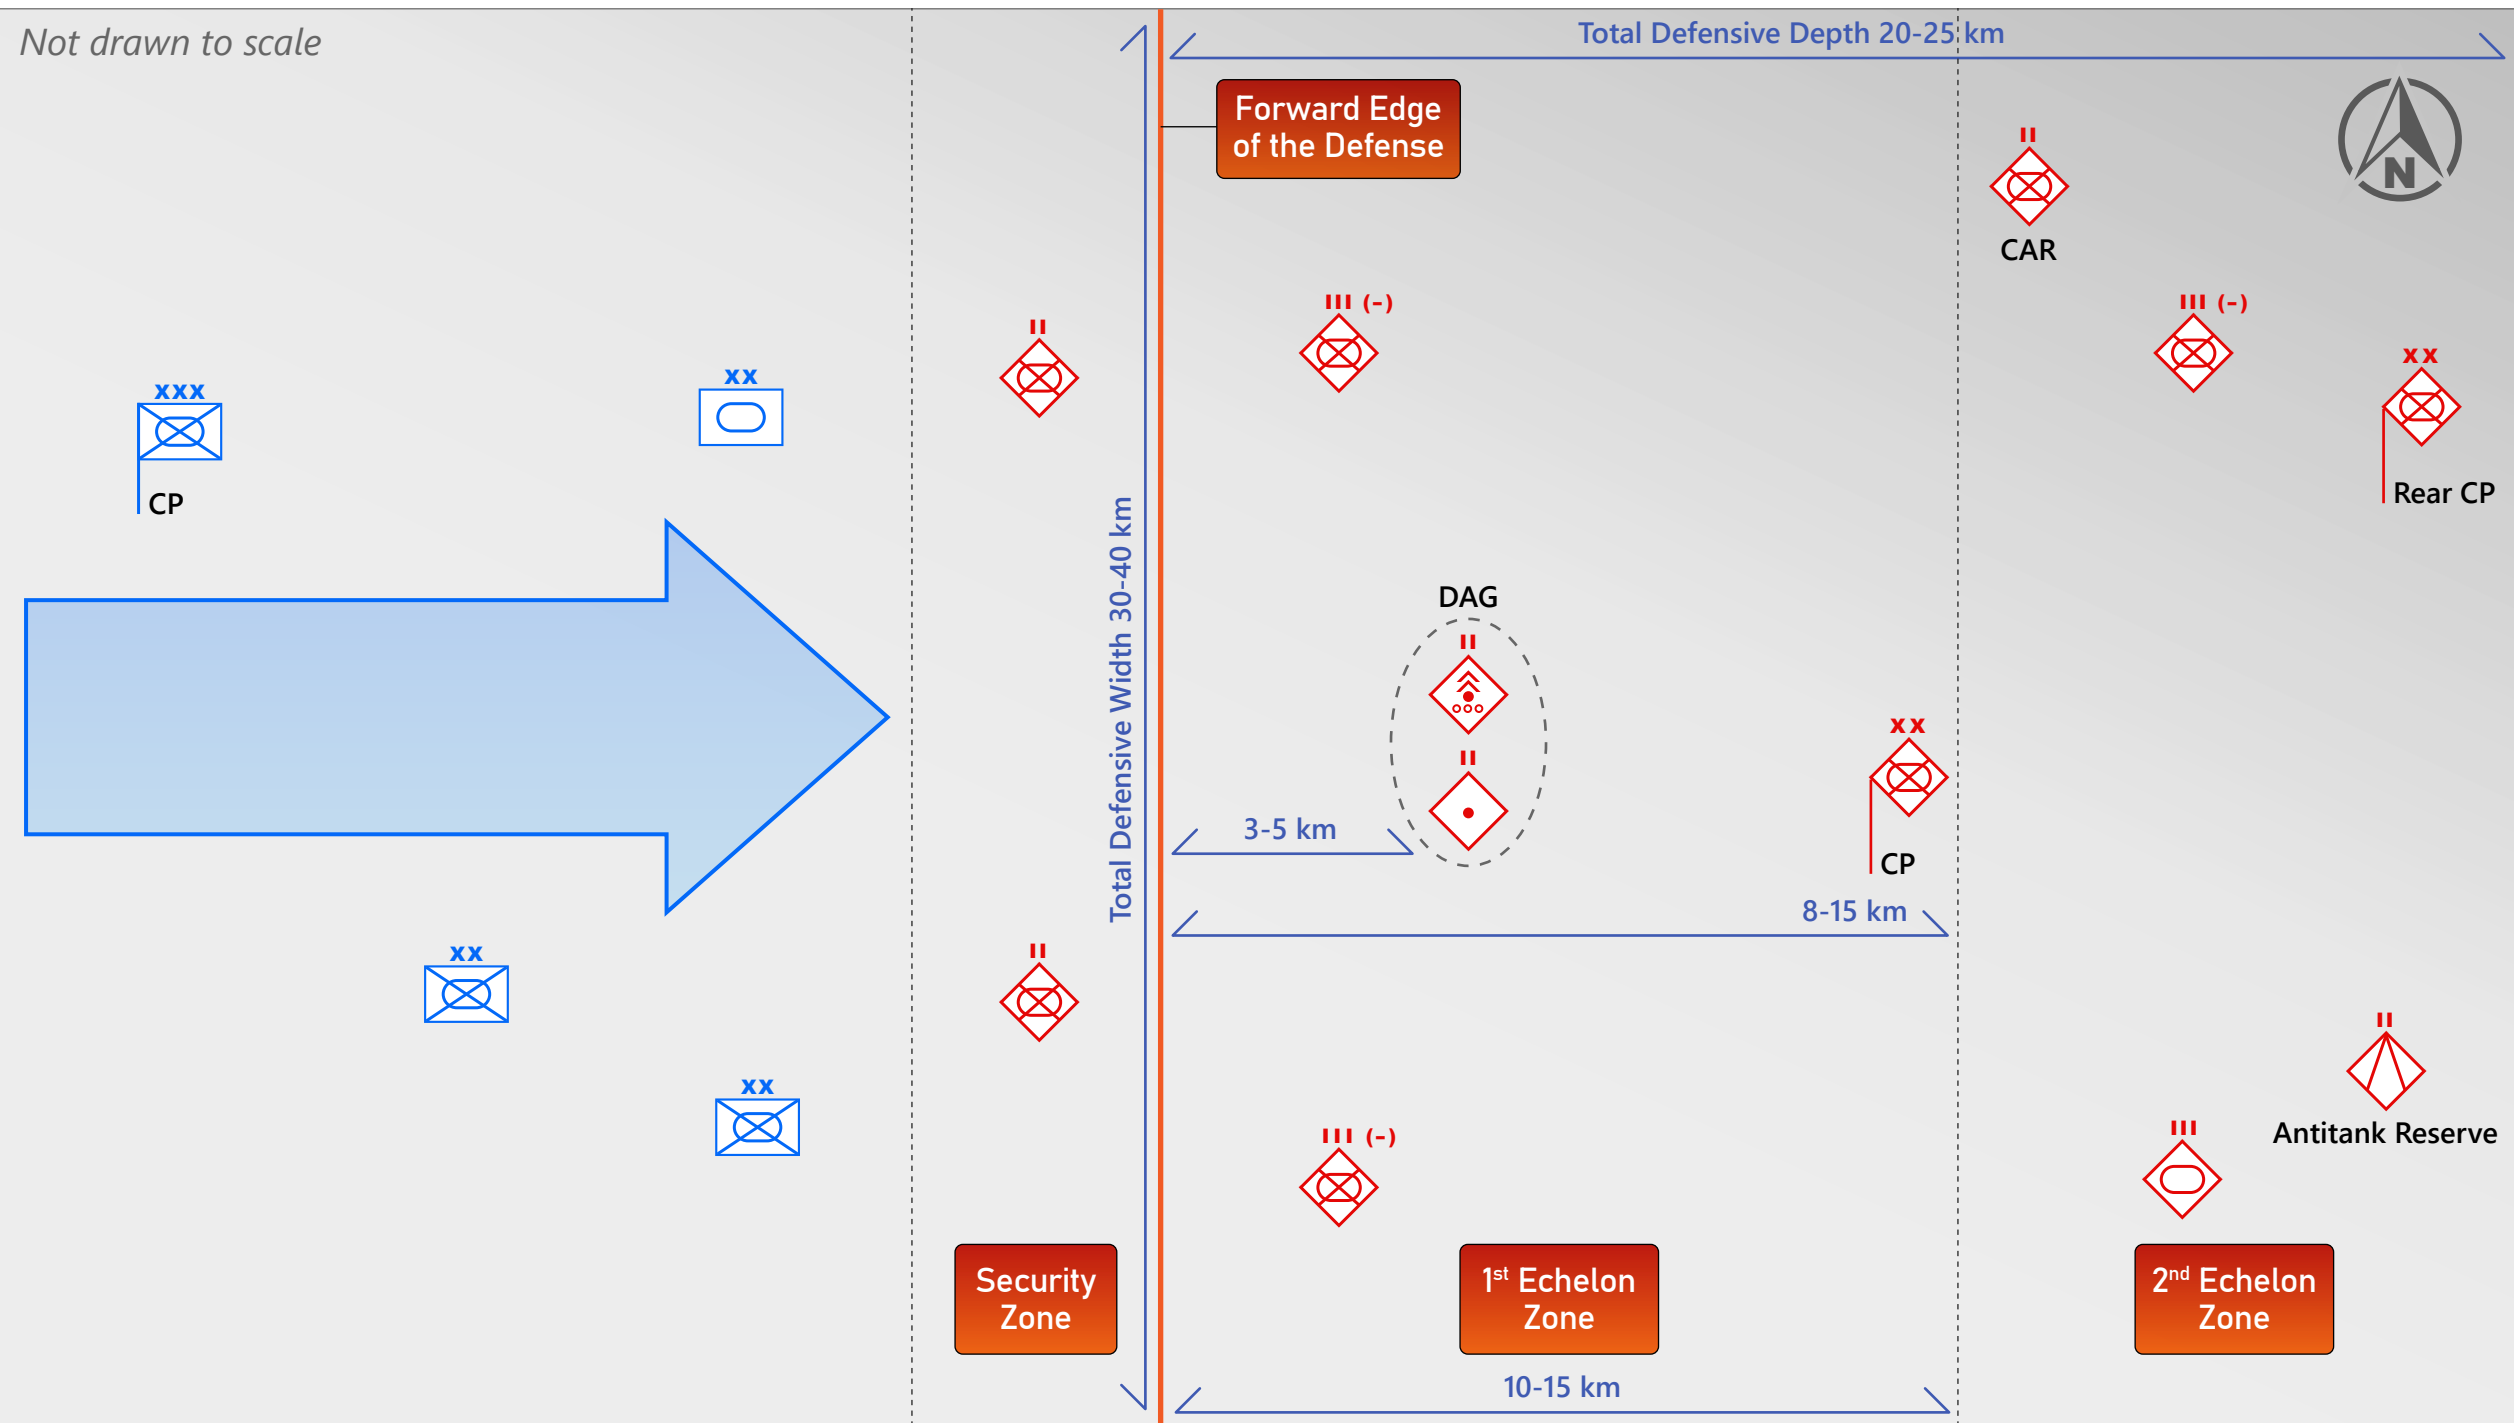 Total Defensive Depth 20-25 km
Not drawn to scale
Forward Edge
of the Defense
N
II
CAR
III (-)
III (-)
II
xx
xx
xxx
CP
Rear CP
Total Defensive Width 30-40 km
DAG
II
II
xx
3-5 km
CP
8-15 km
II
xx
xx
II
Antitank Reserve
III
III (-)
Security
Zone
1st Echelon
Zone
2nd Echelon
Zone
10-15 km